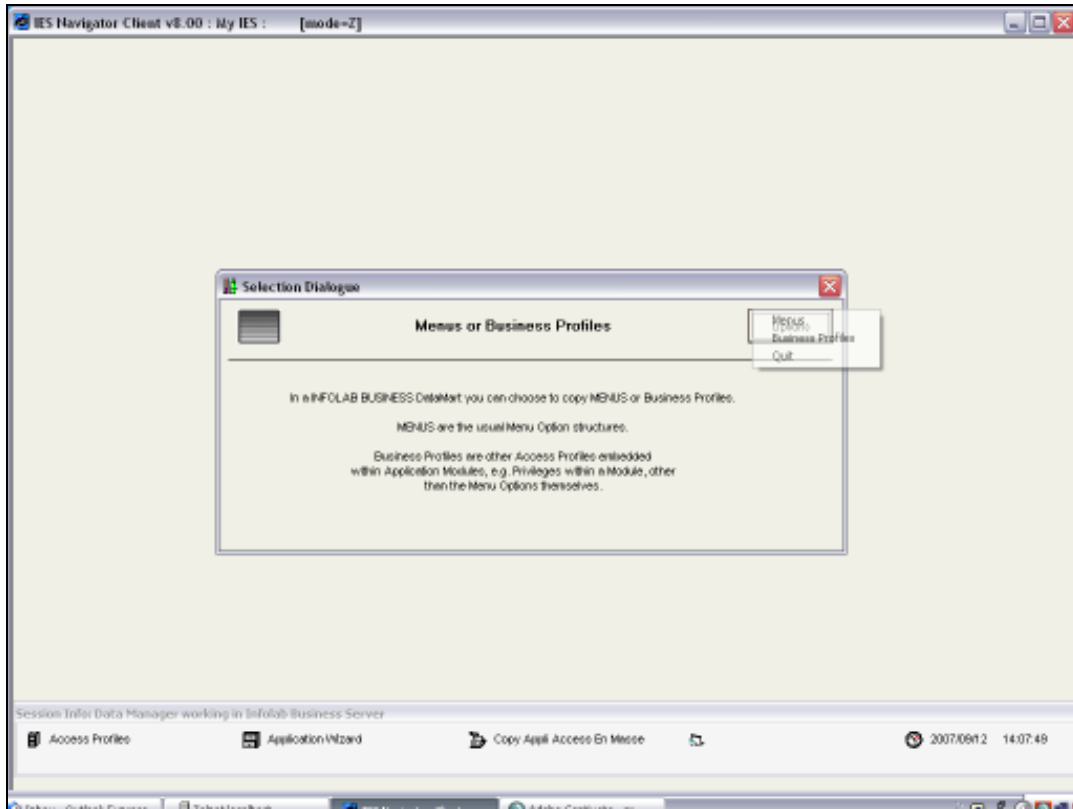 IES Navigator Client v8.00 : My IES : [mode=Z]
Selection Dialogue
Menus or Business Profiles
Menus
Options
Business Profiles
Quit
In a INFOLAB BUSINESS DataMart you can choose to copy MENUS or Business Profiles.
MENUS are the usual Menu Option structures.
Business Profiles are other Access Profiles embedded
within Application Modules, e.g. Privileges within a Module, other
than the Menu Options themselves.
Session Info: Data Manager working in Infolab Business Server
Access Profiles
Application Wizard
Copy Appli Access En Masse
2007/09/12 14:07:49